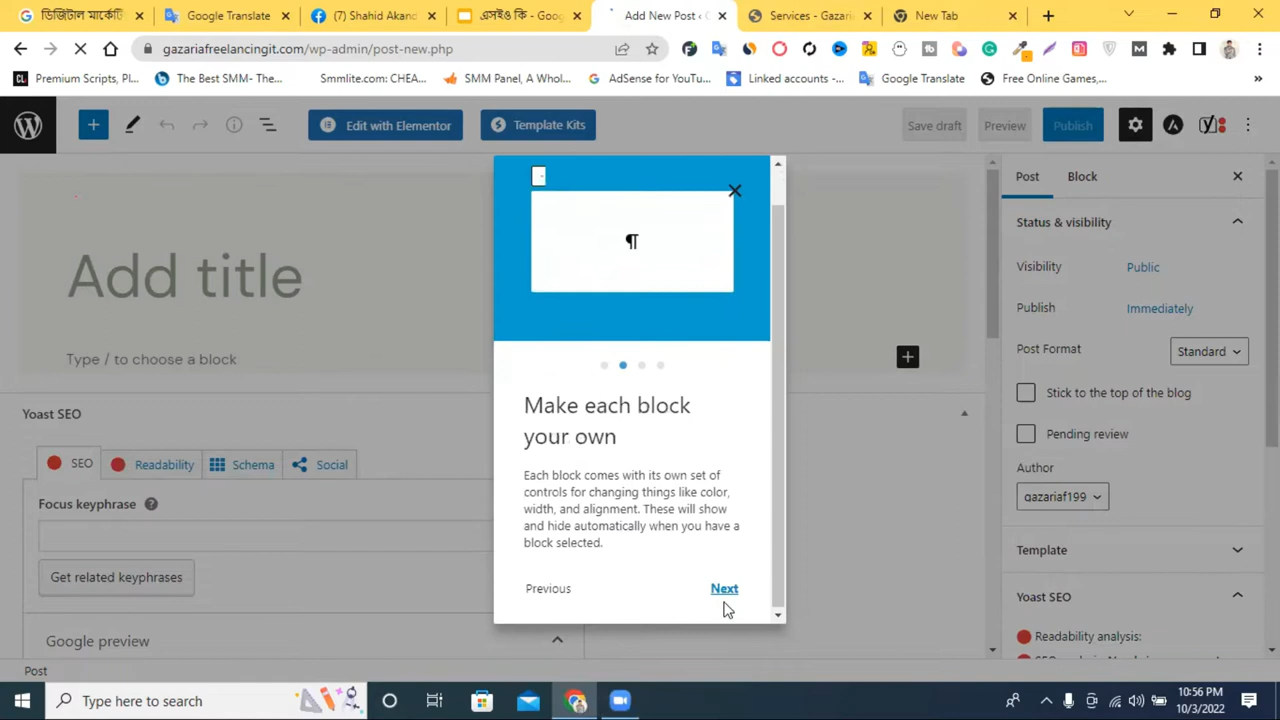 ডিজিটাল মার্কেটি
Google Translate
(7) Shahid Akand
এসইও কি - Goog
Add New Post ‹ G
Services - Gazaria
New Tab
gazariafreelancingit.com/wp-admin/post-new.php
Premium Scripts, Pl...
The Best SMM- The...
Smmlite.com: CHEA...
SMM Panel, A Whol...
AdSense for YouTu...
Linked accounts -...
Google Translate
Free Online Games,...
Edit with Elementor
Template Kits
Save draft
Preview
Publish
Post
Block
Status & visibility
Add title
Visibility
Public
Publish
Immediately
Type / to choose a block
Post Format
Standard
Stick to the top of the blog
Yoast SEO
Make each block
your own
Pending review
SEO
Readability
Schema
Social
Author
gazariaf199
Focus keyphrase
Each block comes with its own set of
controls for changing things like color,
width, and alignment. These will show
and hide automatically when you have a
block selected.
Template
Get related keyphrases
Previous
Next
Yoast SEO
Readability analysis:
Google preview
Post
Type here to search
10:56 PM
10/3/2022